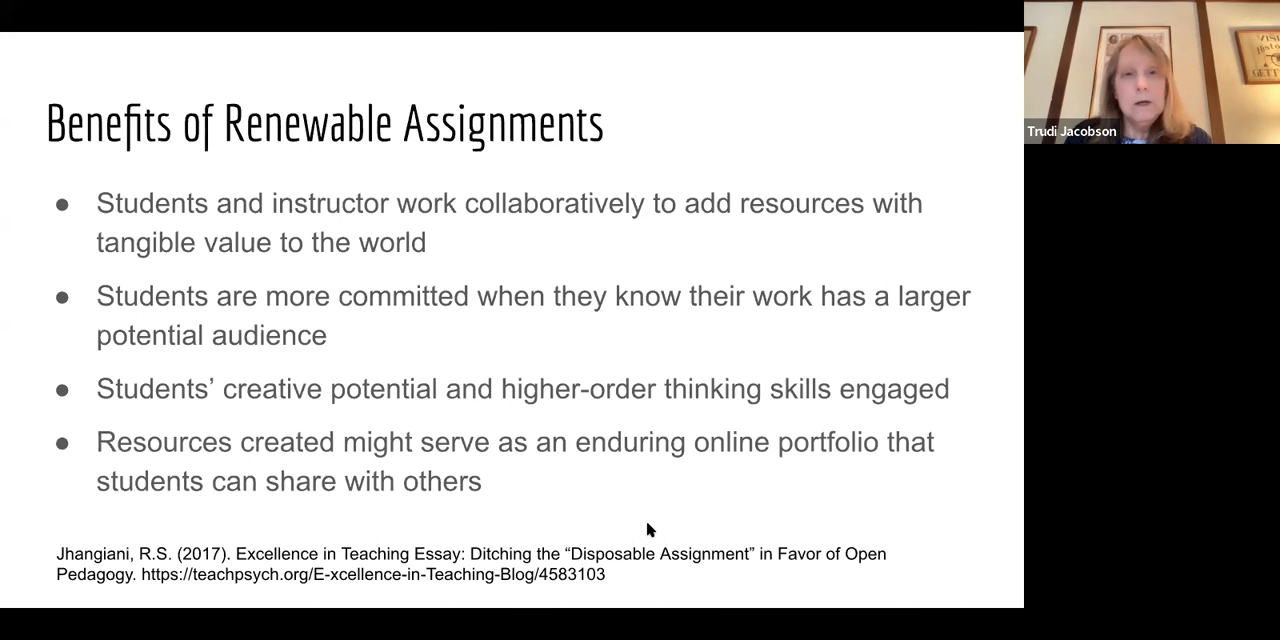 Benefits of Renewable Assignments
● Students and instructor work collaboratively to add resources with
tangible value to the world
● Students are more committed when they know their work has a larger
potential audience
● Students’ creative potential and higher-order thinking skills engaged
● Resources created might serve as an enduring online portfolio that
students can share with others
Jhangiani, R.S. (2017). Excellence in Teaching Essay: Ditching the “Disposable Assignment” in Favor of Open
Pedagogy. https://teachpsych.org/E-xcellence-in-Teaching-Blog/4583103
Trudi Jacobson